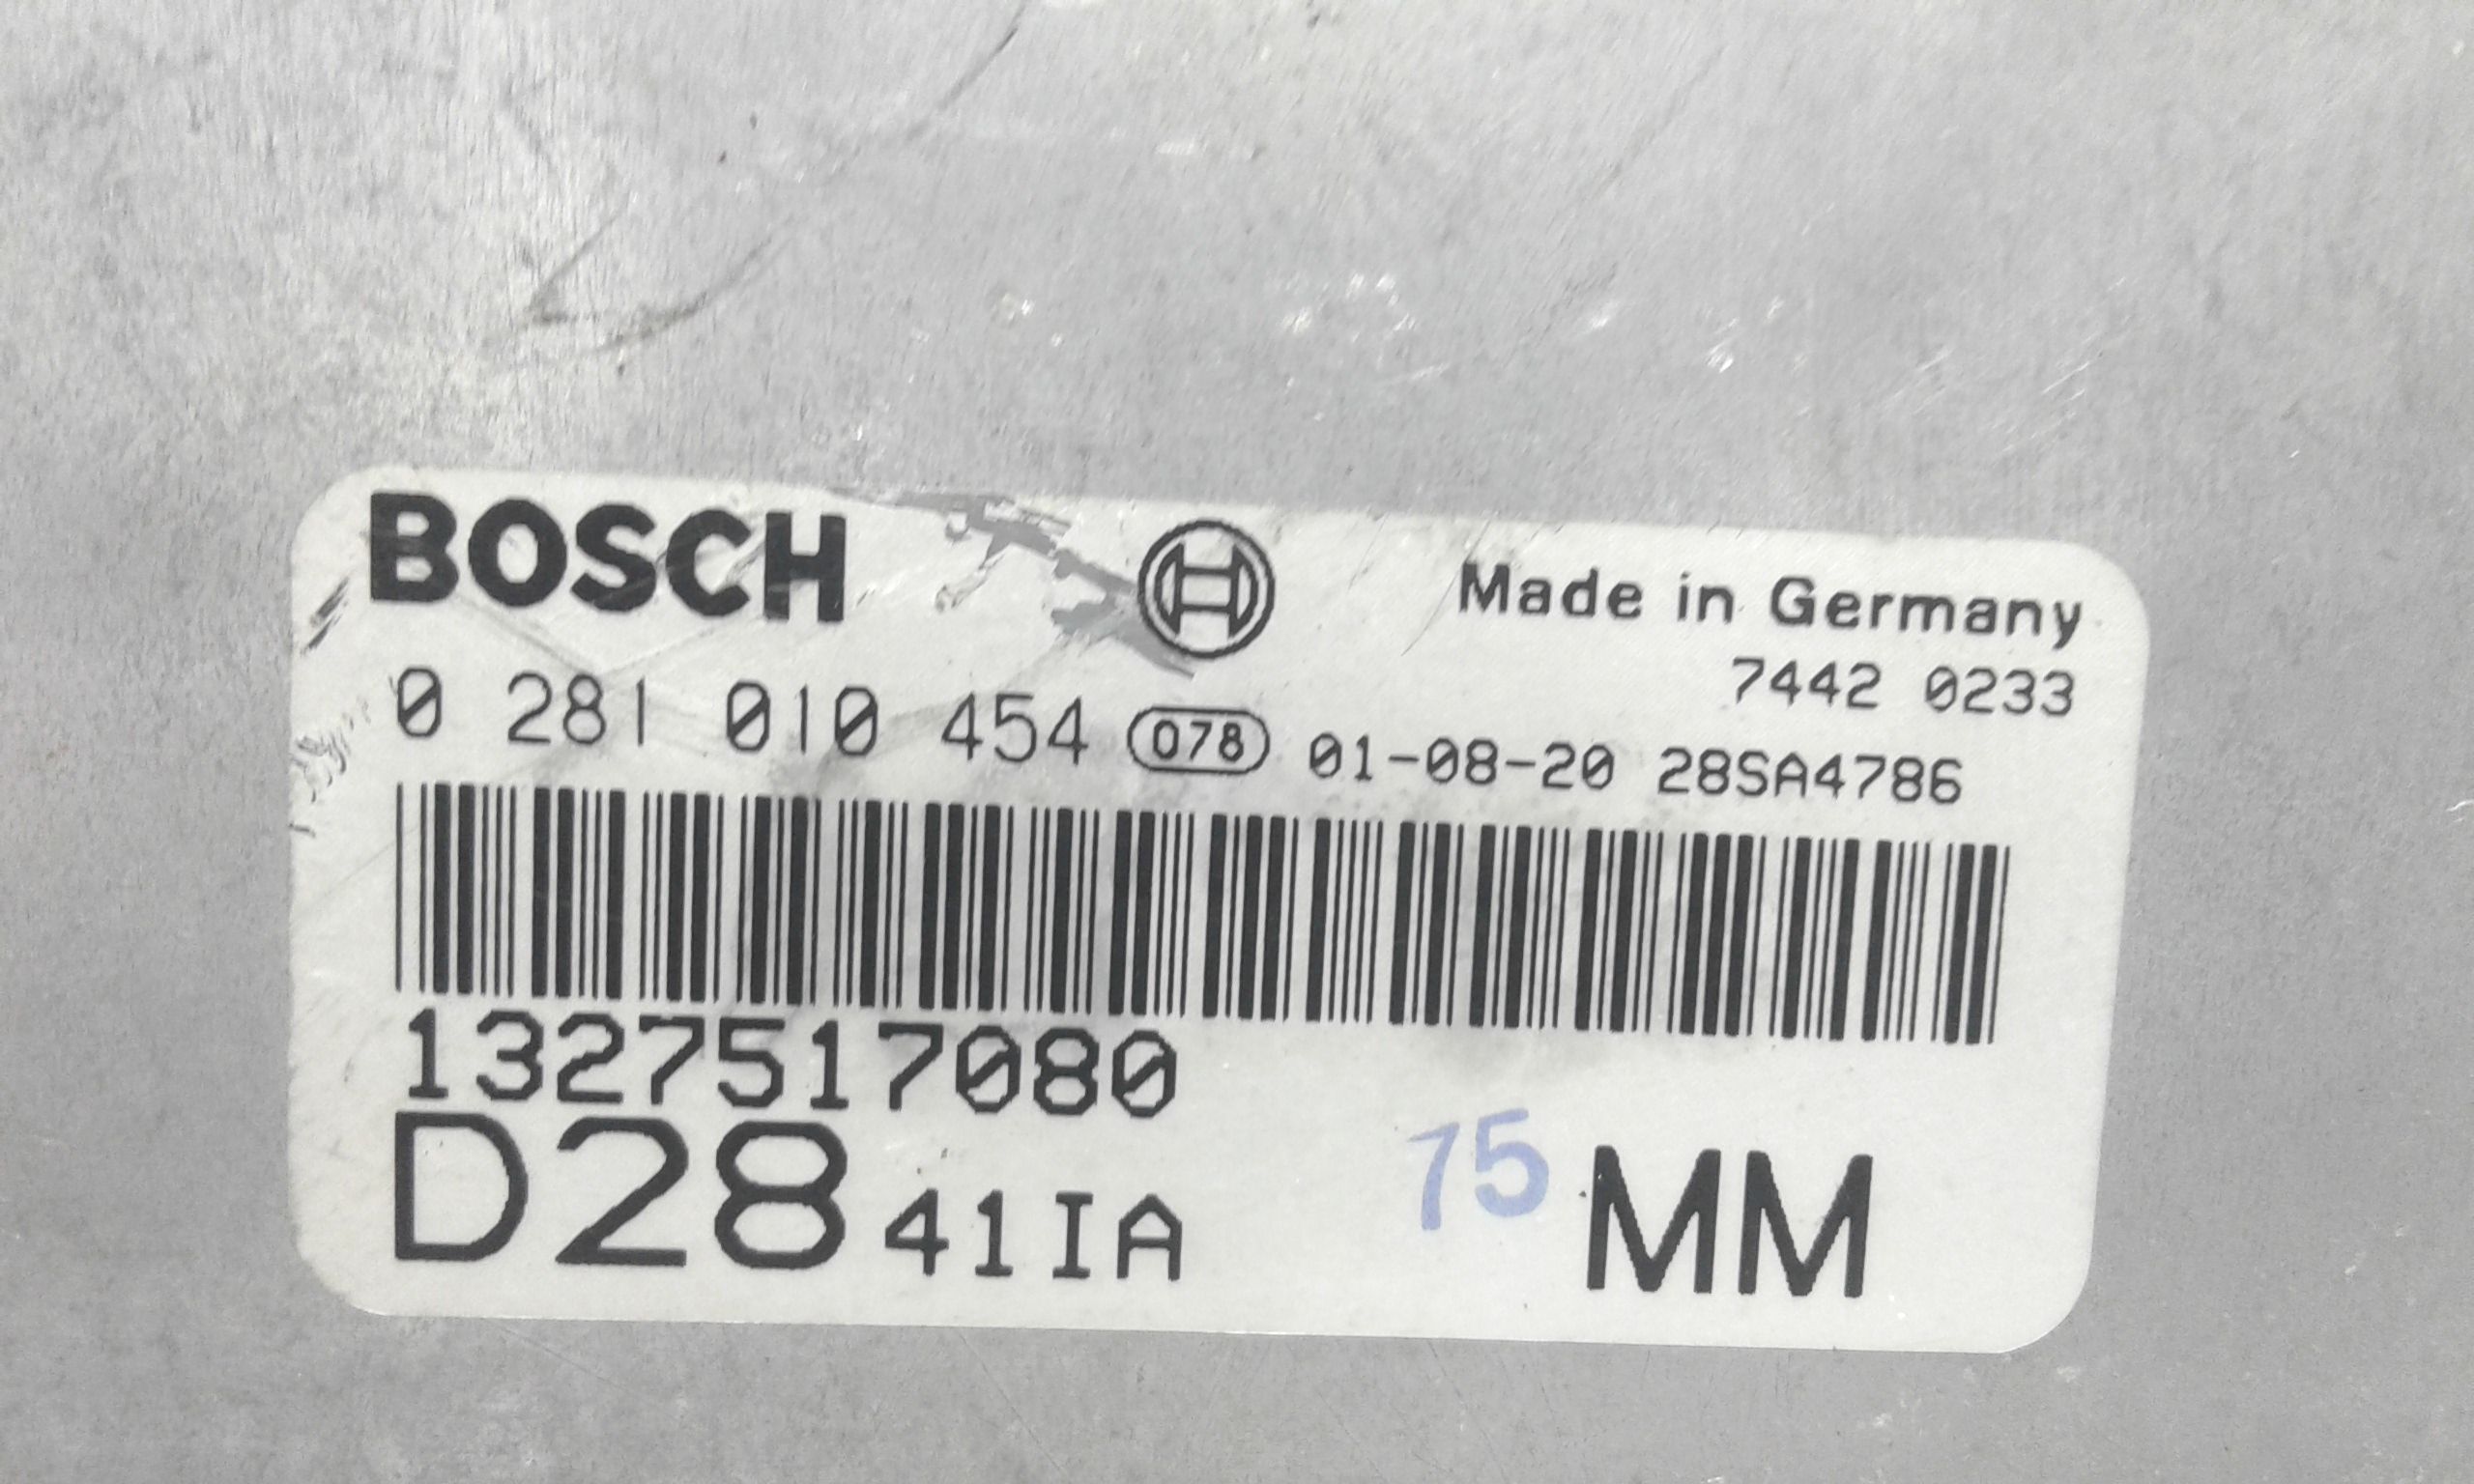 BOSCH
Made in Germany
7442 0233
0 281 010 454 078 01-08-20 28SA4786
1327517080
D28 41IA 75 MM